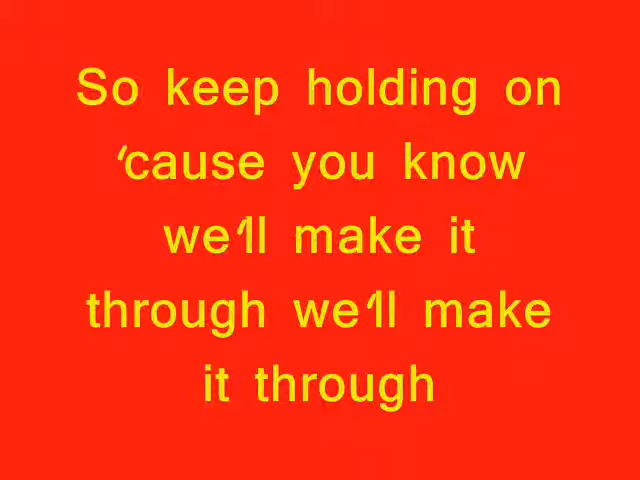 So keep holding on
'cause you know
we'll make it
through we'll make
it through